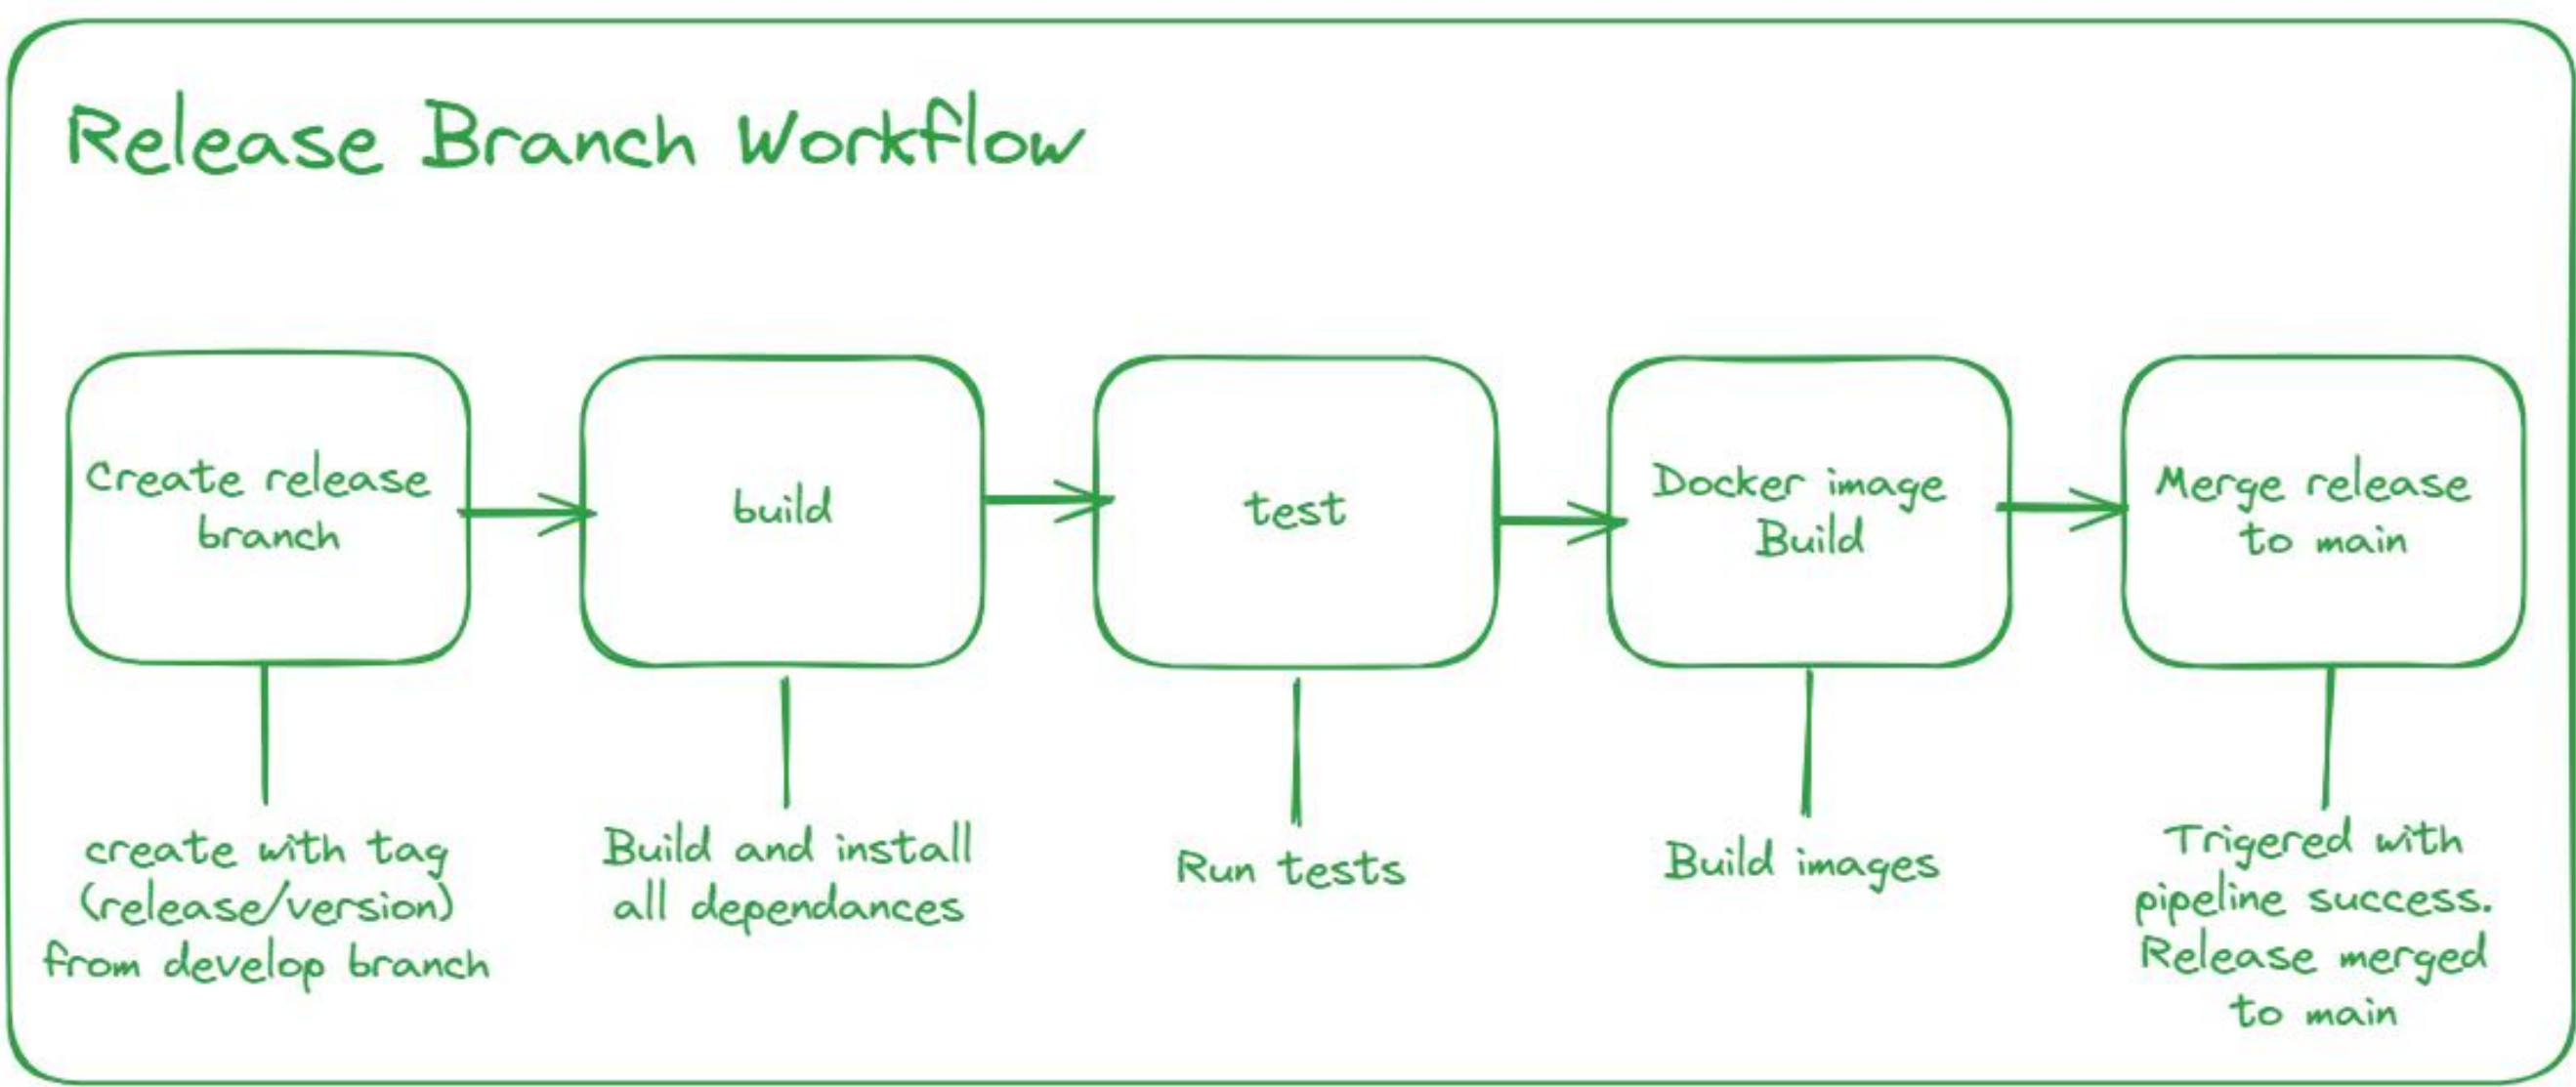 Release Branch Workflow
Create release
branch
build
test
Docker image
Build
Merge release
to main
create with tag
(release/version)
from develop branch
Build and install
all dependances
Run tests
Build images
Trigered with
pipeline success.
Release merged
to main